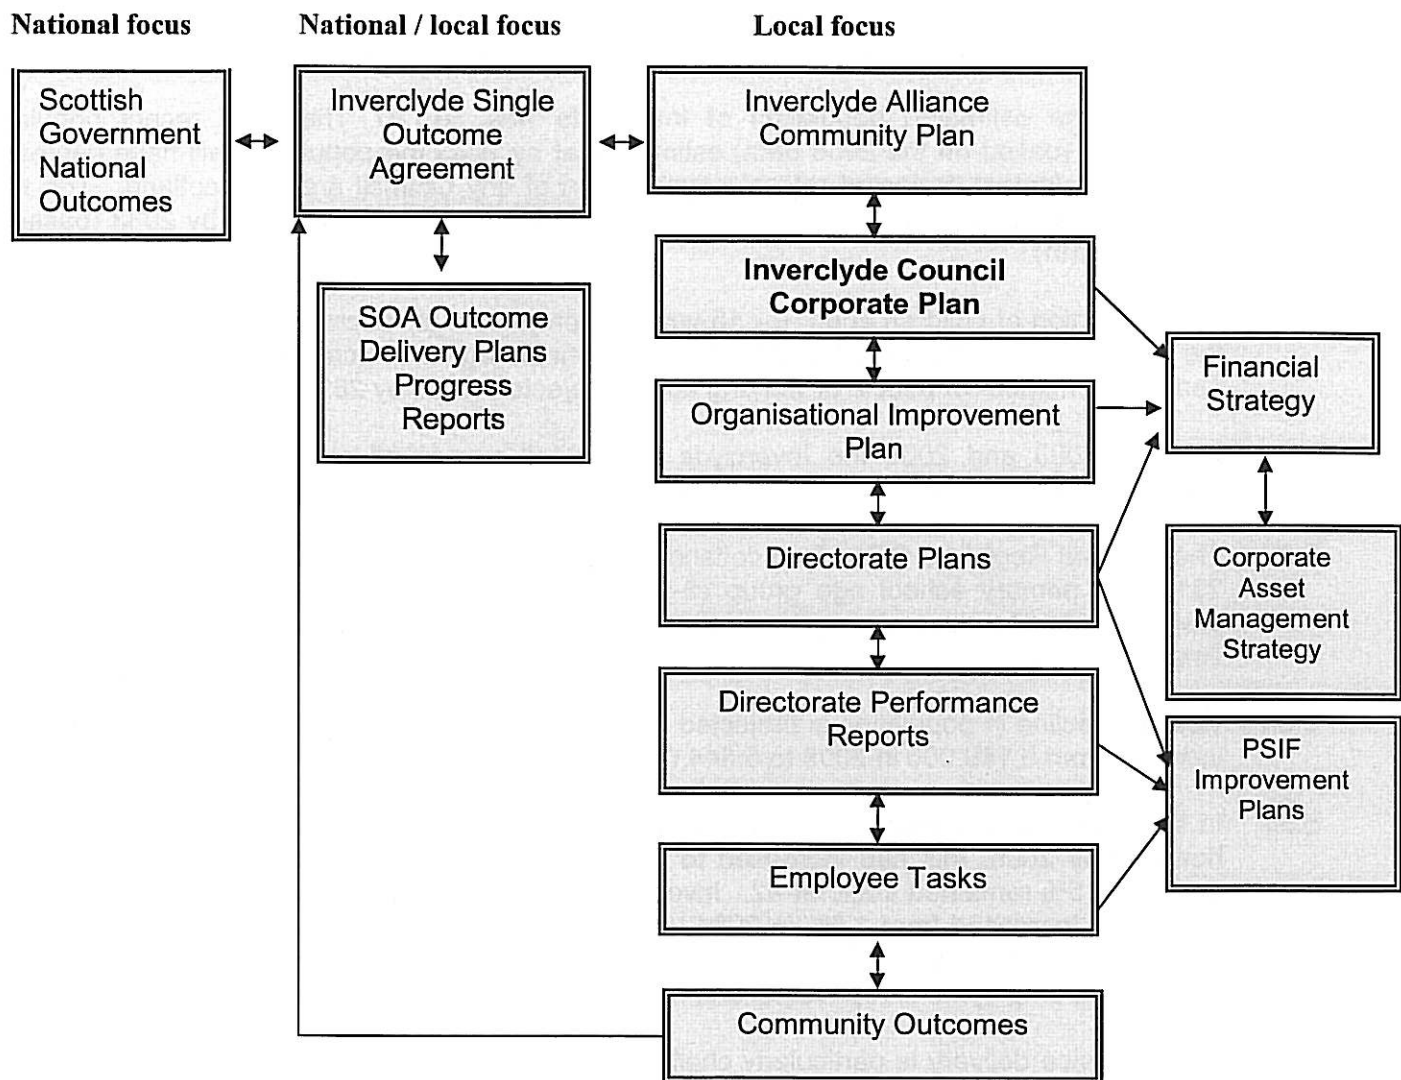 National focus
National / local focus
Local focus
Scottish
Government
National
Outcomes
Inverclyde Single
Outcome
Agreement
Inverclyde Alliance
Community Plan
Inverclyde Council
Corporate Plan
SOA Outcome
Delivery Plans
Progress
Reports
Organisational Improvement
Plan
Financial
Strategy
Directorate Plans
Corporate
Asset
Management
Strategy
Directorate Performance
Reports
PSIF
Improvement
Plans
Employee Tasks
Community Outcomes